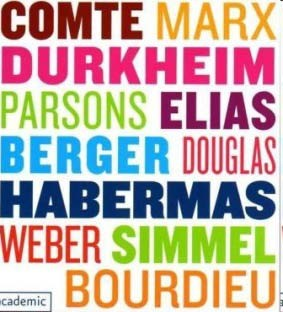 COMTE MARX
DURKHEIM
PARSONS ELIAS
BERGER DOUGLAS
HABERMAS
WEBER SIMMEL
BOURDIEU
academic